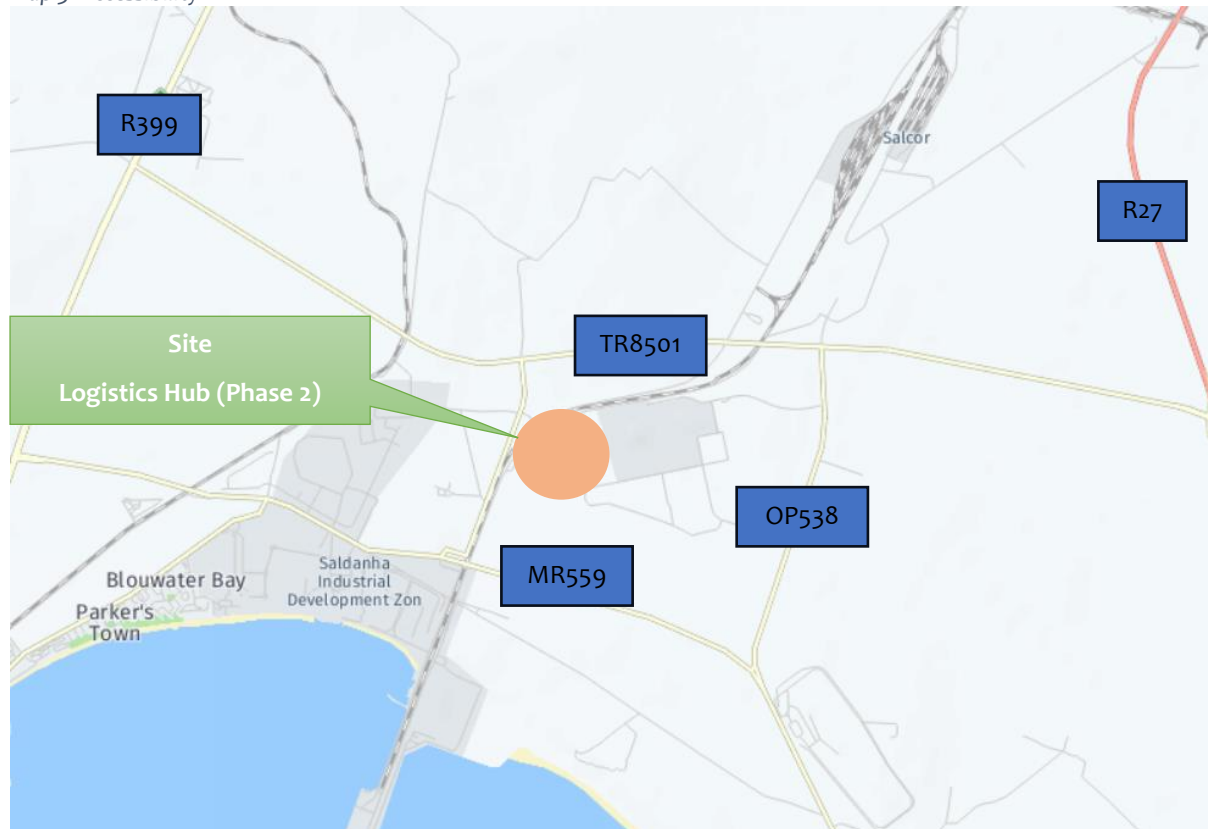 R399
Salcor
R27
Site
Logistics Hub (Phase 2)
TR8501
OP538
MR559
Saldanha
Industrial
Development Zon
Blouwater Bay
Parker's
Town